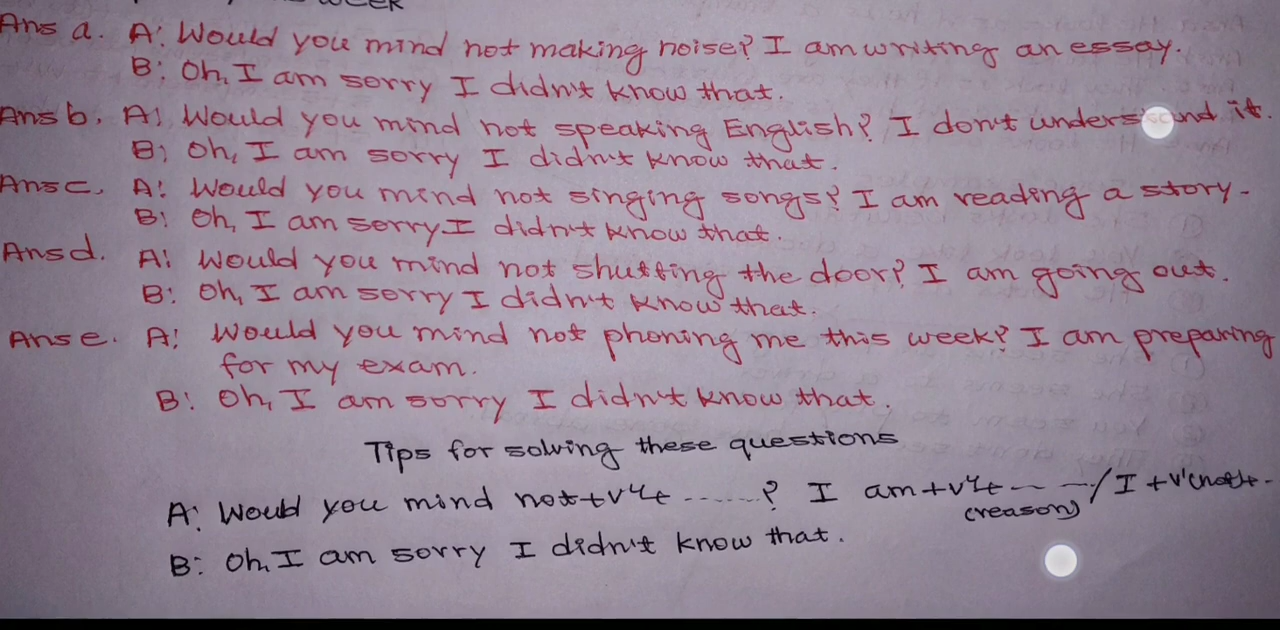 WEEK
Ans a. A: Would you mind not making noise? I am writing an essay.
B: Oh, I am sorry I didn't know that.
Ans b. A: Would you mind not speaking English? I don't understand it.
B: Oh, I am sorry I didn't know that.
Ans c. A: Would you mind not singing songs? I am reading a story.
B: Oh, I am sorry I didn't know that.
Ans d. A: Would you mind not shutting the door? I am going out.
B: Oh, I am sorry I didn't know that.
Ans e. A: Would you mind not phoning me this week? I am preparing
for my exam.
B: Oh, I am sorry I didn't know that.
Tips for solving these questions
A: Would you mind not+v4+ ......? I am+v4+ --- --/ I +v1(not)+-
(reason)
B: Oh, I am sorry I didn't know that.